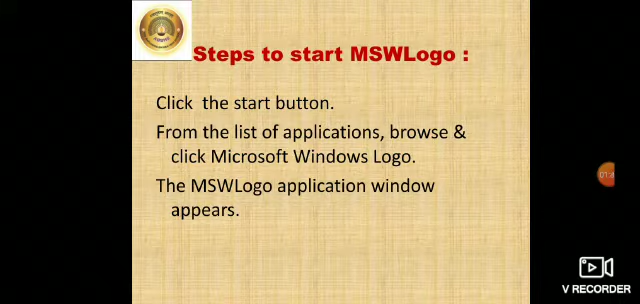 Steps to start MSWLogo :
Click the start button.
From the list of applications, browse &
click Microsoft Windows Logo.
The MSWLogo application window
appears.
V RECORDER